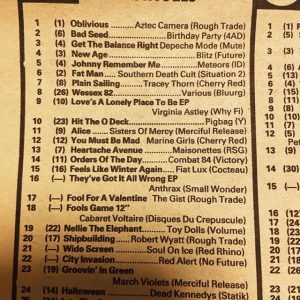 1 (1) Oblivious ... Aztec Camera (Rough Trade)
2 (6) Bad Seed ... Birthday Party (4AD)
3 (4) Get The Balance Right Depeche Mode (Mute)
4 (3) New Age ... Blitz (Future)
5 (2) Johnny Remember Me ... Meteors (ID)
6 (7) Fat Man ... Southern Death Cult (Situation 2)
7 (5) Plain Sailing ... Tracey Thorn (Cherry Red)
8 (8) Wessex 82 ... Various (Bluurg)
9 (10) Love's A Lonely Place To Be EP
Virginia Astley (Why Fi)
10 (23) Hit The O Deck ... Pigbag (Y)
11 (9) Alice ... Sisters Of Mercy (Merciful Release)
12 (12) You Must Be Mad ... Marine Girls (Cherry Red)
13 (7) Heartache Avenue ... Maisonettes (RSG)
14 (11) Orders Of The Day ... Combat 84 (Victory)
15 (16) Feels Like Winter Again ... Fiat Lux (Cocteau)
16 (—) They've Got It All Wrong EP
Anthrax (Small Wonder)
17 (—) Fool For A Valentine The Gist (Rough Trade)
18 (—) Fools Game 12"
Cabaret Voltaire (Disques Du Crepuscule)
19 (22) Nellie The Elephant ... Toy Dolls (Volume)
20 (17) Shipbuilding ... Robert Wyatt (Rough Trade)
21 (—) Wide Screen ... Soul On Ice (Red Rhino)
22 (—) City Invasion ... Red Alert (No Future)
23 (19) Groovin' In Green
March Violets (Merciful Release)
24 (14) Halloween ... Dead Kennedys (Statik)